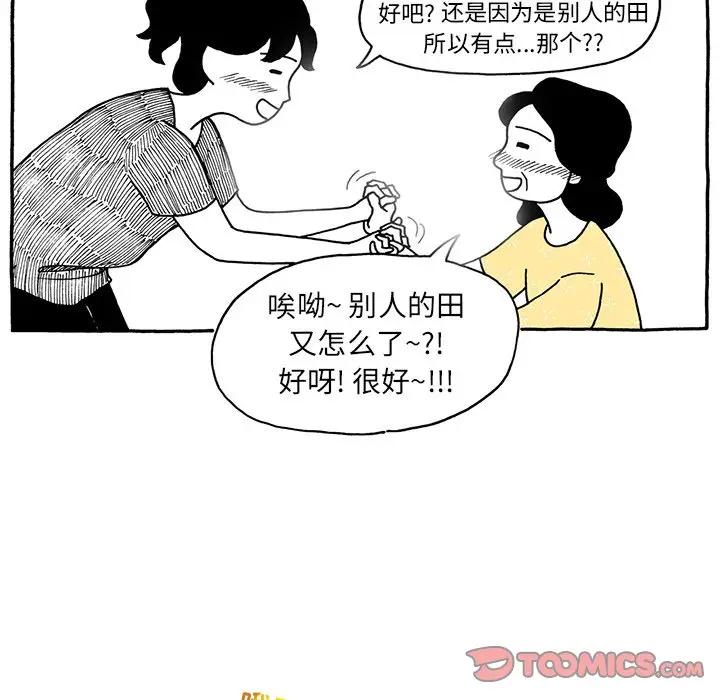 好吧? 还是因为是别人的田
所以有点...那个??
唉呦~ 别人的田
又怎么了~?!
好呀! 很好~!!!
TOOMICS.COM